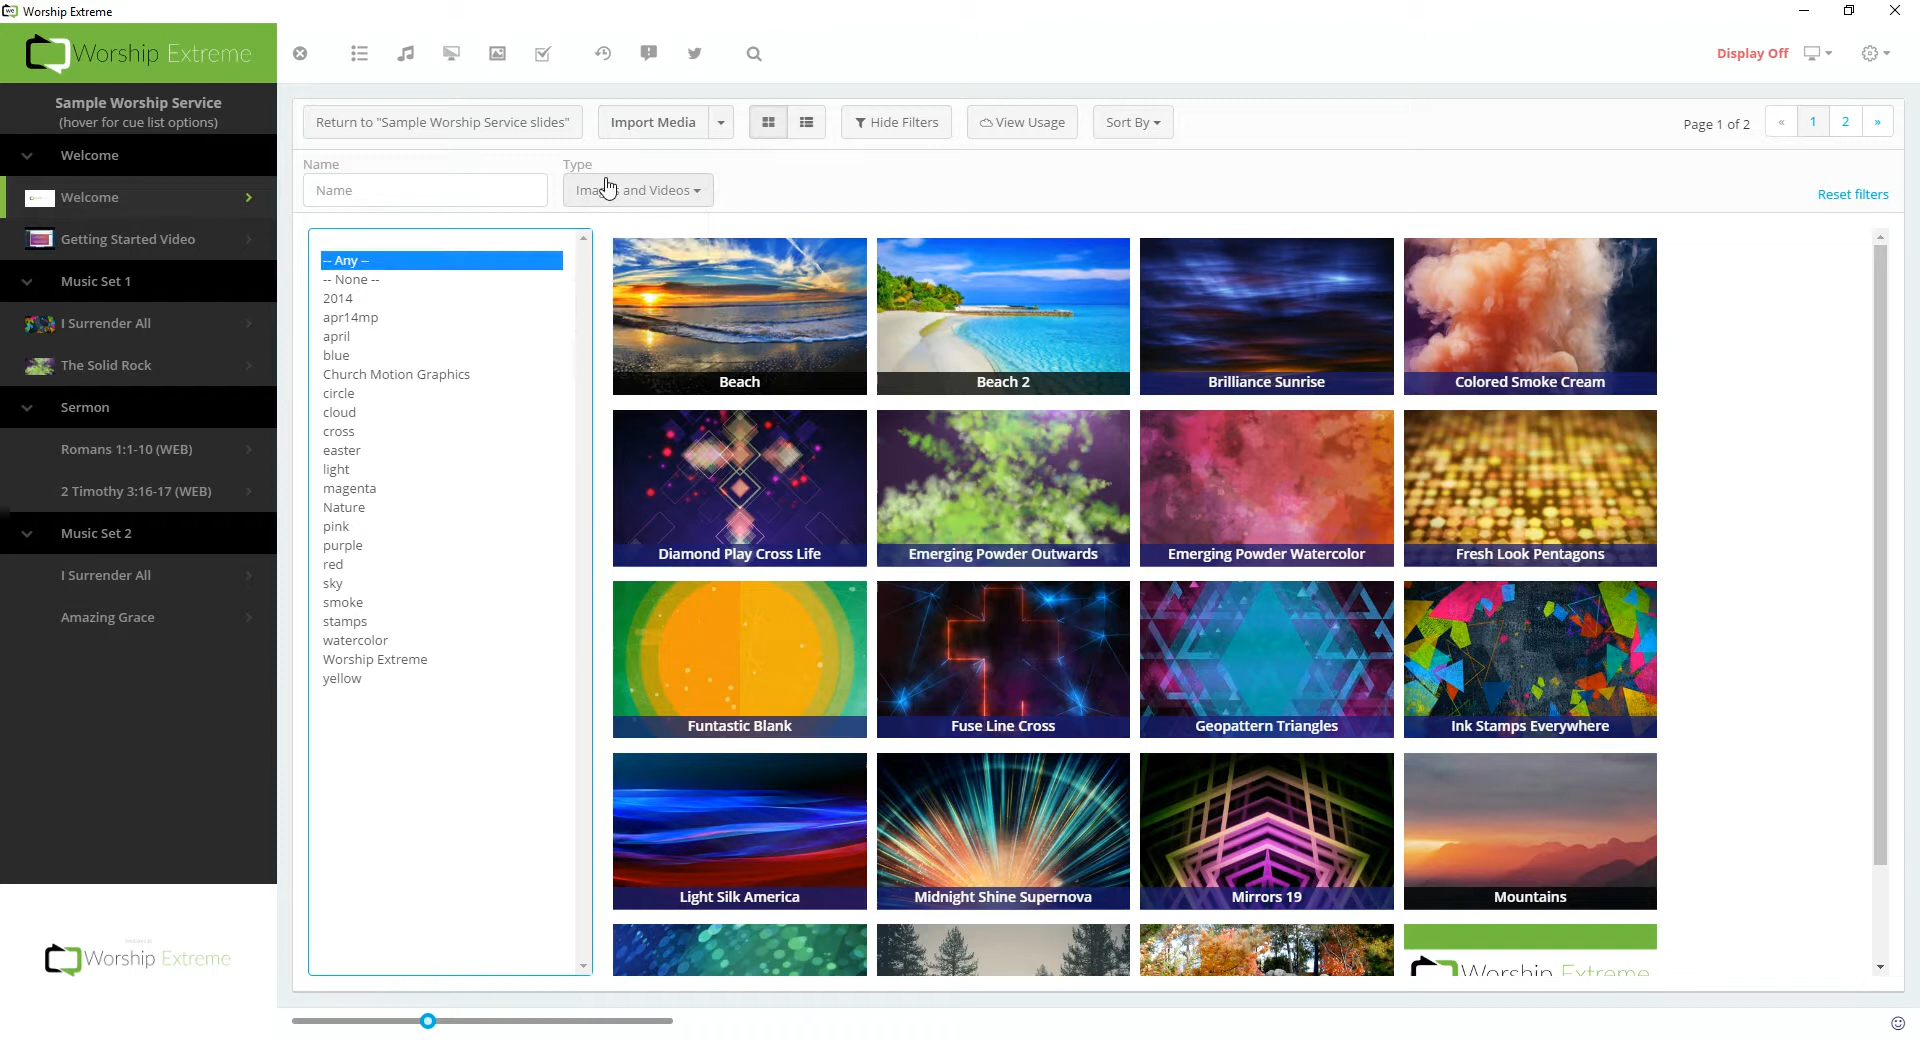 Worship Extreme
Worship Extreme
Display Off
Sample Worship Service
(hover for cue list options)
Welcome
Welcome
Getting Started Video
Music Set 1
I Surrender All
The Solid Rock
Sermon
Romans 1:1-10 (WEB)
2 Timothy 3:16-17 (WEB)
Music Set 2
I Surrender All
Amazing Grace
Worship Extreme
Return to "Sample Worship Service slides"
Import Media
Hide Filters
View Usage
Sort By
Page 1 of 2
« 1 2 »
Name
Name
Type
Images and Videos
Reset filters
-- Any --
-- None --
2014
apr14mp
april
blue
Church Motion Graphics
circle
cloud
cross
easter
light
magenta
Nature
pink
purple
red
sky
smoke
stamps
watercolor
Worship Extreme
yellow
Beach
Beach 2
Brilliance Sunrise
Colored Smoke Cream
Diamond Play Cross Life
Emerging Powder Outwards
Emerging Powder Watercolor
Fresh Look Pentagons
Funtastic Blank
Fuse Line Cross
Geopattern Triangles
Ink Stamps Everywhere
Light Silk America
Midnight Shine Supernova
Mirrors 19
Mountains
Worship Extreme